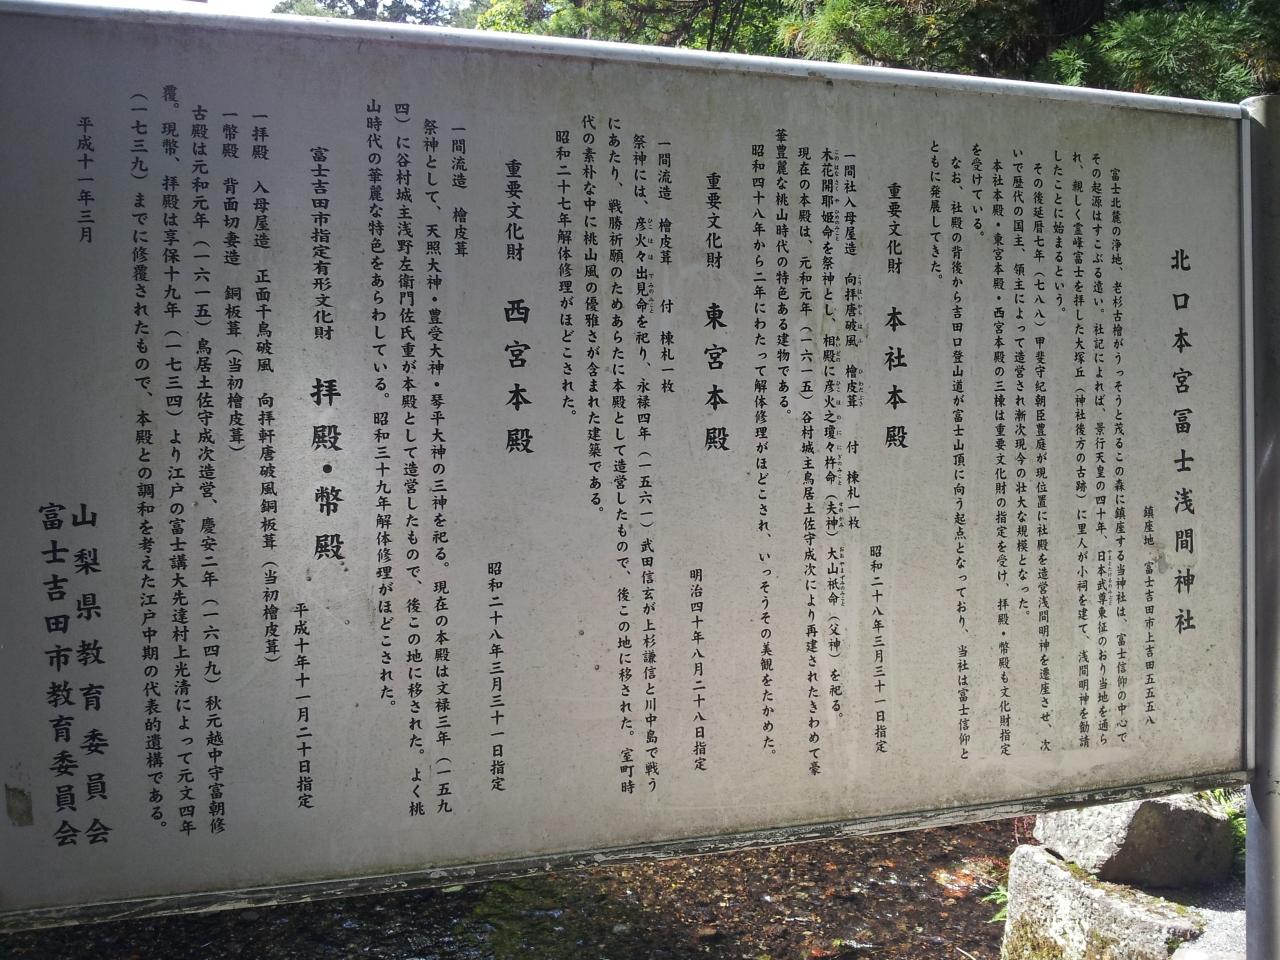 北口本宮冨士浅間神社
鎮座地　富士吉田市上吉田五五五八
富士北麓の浄地、老杉古檜がうっそうと茂るこの森に鎮座する当神社は、富士信仰の中心で
その起源はすこぶる遠い。社記によれば、景行天皇の四十年、日本武尊東征のおり当地を通ら
れ、親しく霊峰富士を拝した大塚丘（神社後方の古跡）に里人が小祠を建て、浅間明神を勧請
したことに始まるという。
その後延暦七年（七八八）甲斐守紀朝臣豊庭が現位置に社殿を造営浅間明神を遷座させ、次
いで歴代の国主、領主によって造営され漸次現今の壮大な規模となった。
本社本殿・東宮本殿・西宮本殿の三棟は重要文化財の指定を受け、拝殿・幣殿も文化財指定
を受けている。
なお、社殿の背後から吉田口登山道が富士山頂に向う起点となっており、当社は富士信仰と
ともに発展してきた。
重要文化財　本社本殿
昭和二十八年三月三十一日指定
一間社入母屋造　向拝唐破風　檜皮葺　付　棟札一枚
木花開耶姫命を祭神とし、相殿に彦火之瓊々杵命（夫神）大山祇命（父神）を祀る。
現在の本殿は、元和元年（一六一五）谷村城主鳥居土佐守成次により再建されたきわめて豪
華豊麗な桃山時代の特色ある建物である。
昭和四十八年から二年にわたって解体修理がほどこされ、いっそうその美観をたかめた。
重要文化財　東宮本殿
明治四十年八月二十八日指定
一間流造　檜皮葺　付　棟札一枚
祭神には、彦火々出見命を祀り、永禄四年（一五六一）武田信玄が上杉謙信と川中島で戦う
にあたり、戦勝祈願のためあらたに本殿として造営したもので、後この地に移された。室町時
代の素朴な中に桃山風の優雅さが含まれた建築である。
昭和二十七年解体修理がほどこされた。
重要文化財　西宮本殿
昭和二十八年三月三十一日指定
一間流造　檜皮葺
祭神として、天照大神・豊受大神・琴平大神の三神を祀る。現在の本殿は文禄三年（一五九
四）に谷村城主浅野左衛門佐氏重が本殿として造営したもので、後この地に移された。よく桃
山時代の華麗な特色をあらわしている。昭和三十九年解体修理がほどこされた。
富士吉田市指定有形文化財　拝殿・幣殿
平成十年十一月二十日指定
一拝殿　入母屋造　正面千鳥破風　向拝軒唐破風銅板葺（当初檜皮葺）
一幣殿　背面切妻造　銅板葺（当初檜皮葺）
古殿は元和元年（一六一五）鳥居土佐守成次造営、慶安二年（一六四九）秋元越中守富朝修
覆。現幣、拝殿は享保十九年（一七三四）より江戸の富士講大先達村上光清によって元文四年
（一七三九）までに修覆されたもので、本殿との調和を考えた江戸中期の代表的遺構である。
平成十一年三月
山梨県教育委員会
富士吉田市教育委員会